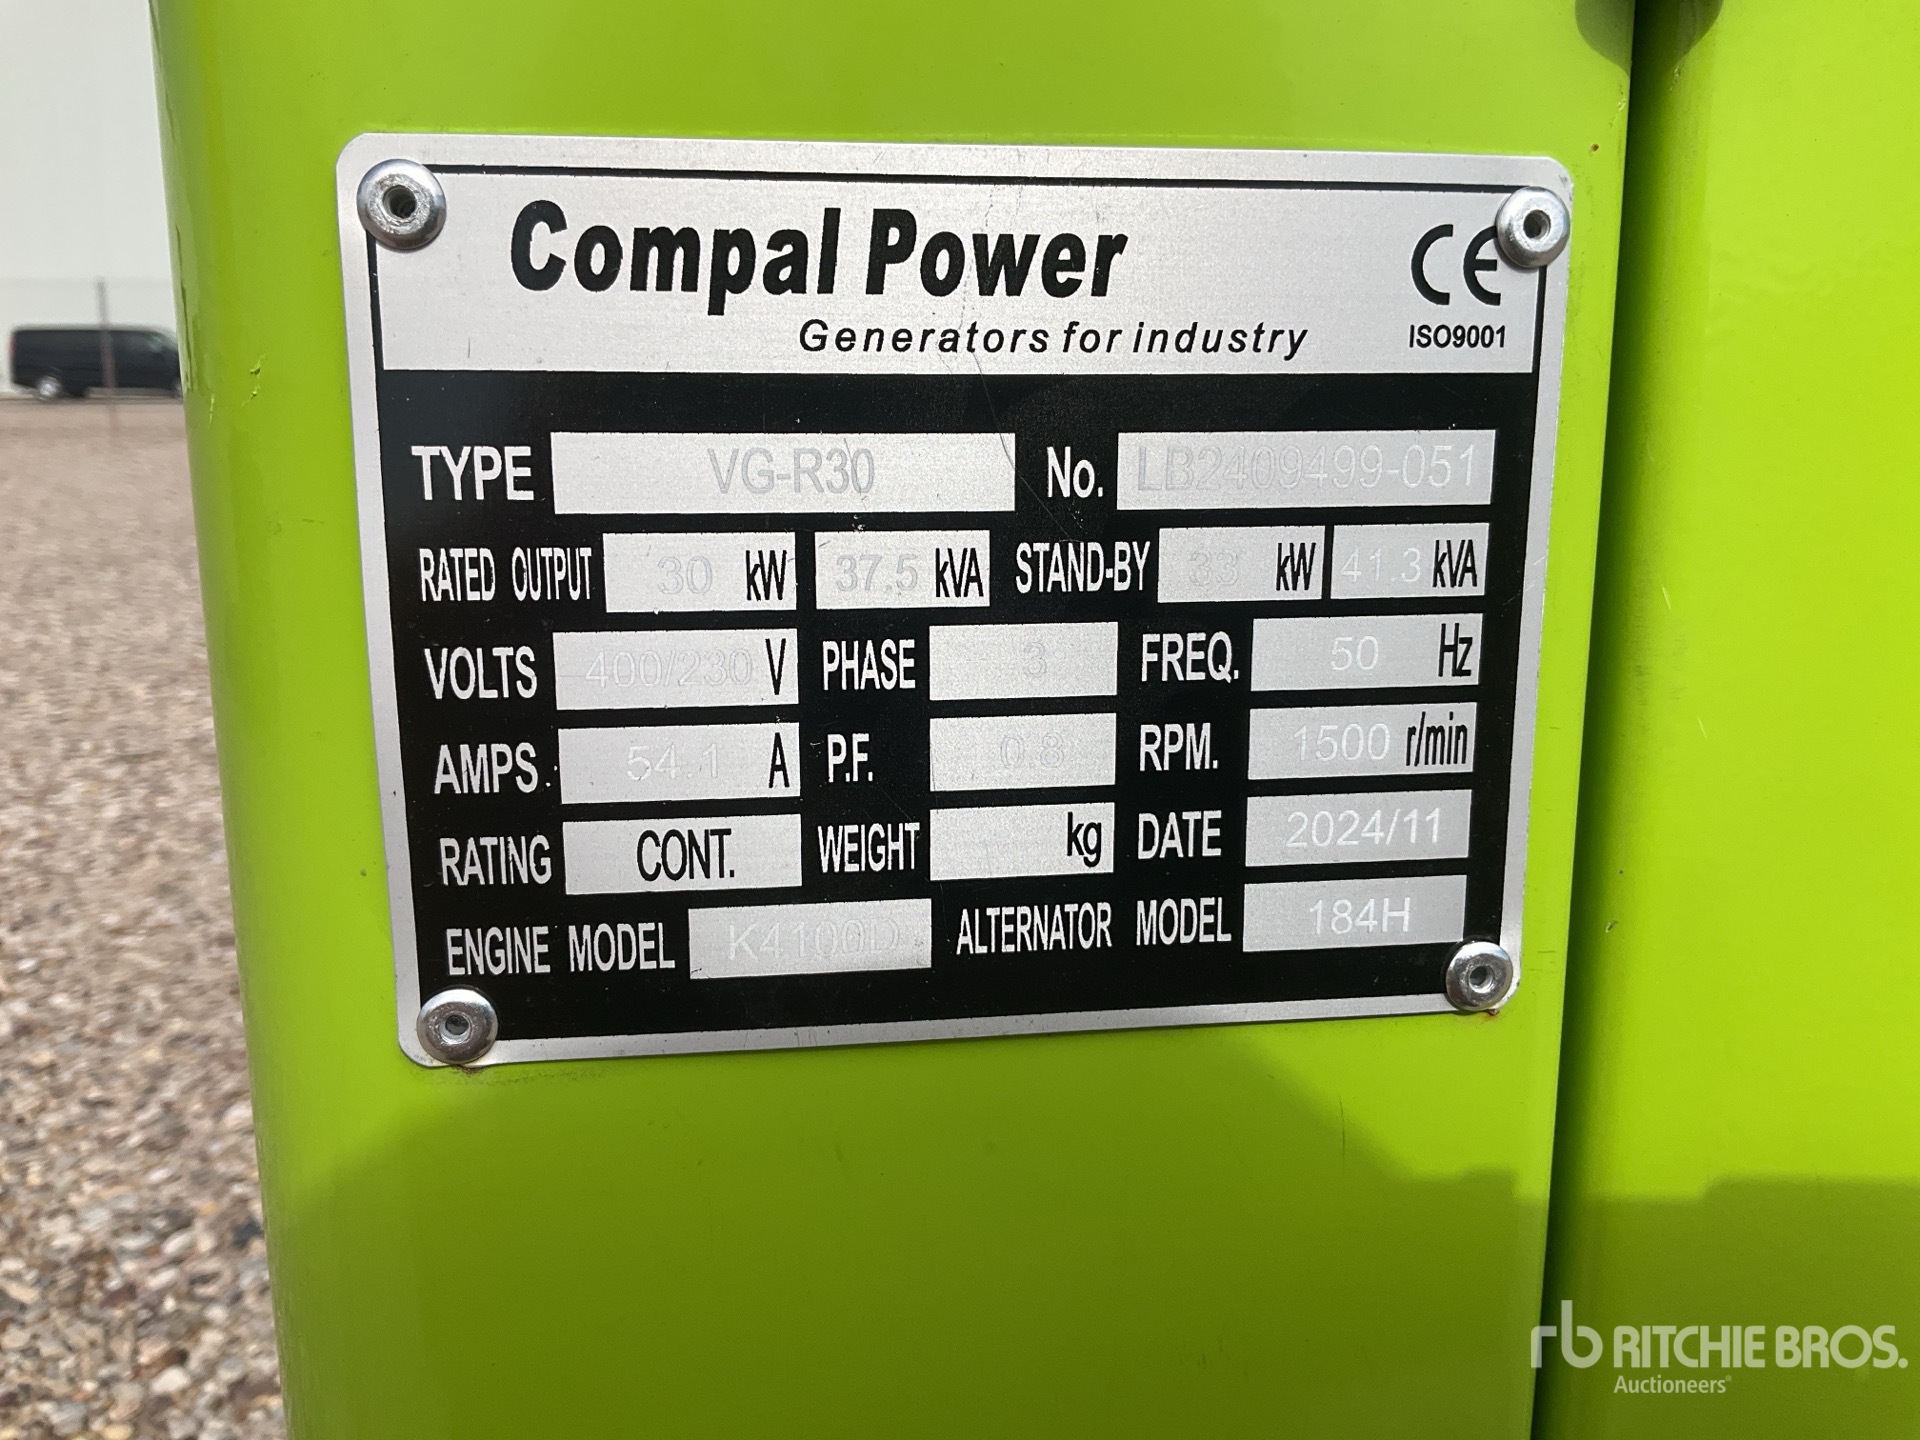 Compal Power
Generators for industry
CE
ISO9001
TYPE VG-R30 No. LB2409499-051
RATED OUTPUT 30 kW 37.5 kVA STAND-BY 33 kW 41.3 kVA
VOLTS 400/230 V PHASE 3 FREQ. 50 Hz
AMPS. 54.1 A P.F. 0.8 RPM. 1500 r/min
RATING CONT. WEIGHT kg DATE 2024/11
ENGINE MODEL K4100D ALTERNATOR MODEL 184H
rb RITCHIE BROS.
Auctioneers